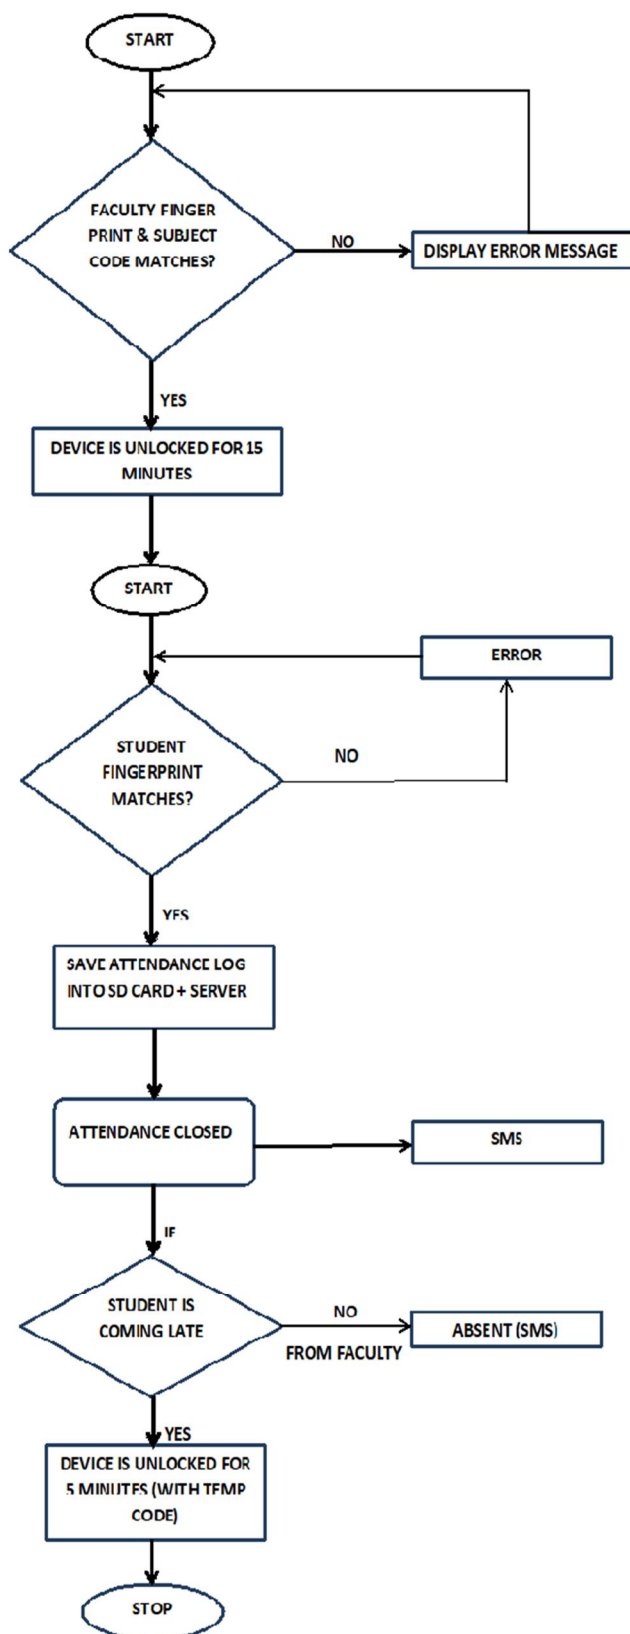 START
FACULTY FINGER
PRINT & SUBJECT
CODE MATCHES?
NO
DISPLAY ERROR MESSAGE
YES
DEVICE IS UNLOCKED FOR 15
MINUTES
START
ERROR
STUDENT
FINGERPRINT
MATCHES?
NO
YES
SAVE ATTENDANCE LOG
INTO SD CARD + SERVER
ATTENDANCE CLOSED
SMS
IF
STUDENT IS
COMING LATE
NO
FROM FACULTY
ABSENT (SMS)
YES
DEVICE IS UNLOCKED FOR
5 MINUTES (WITH TEMP
CODE)
STOP